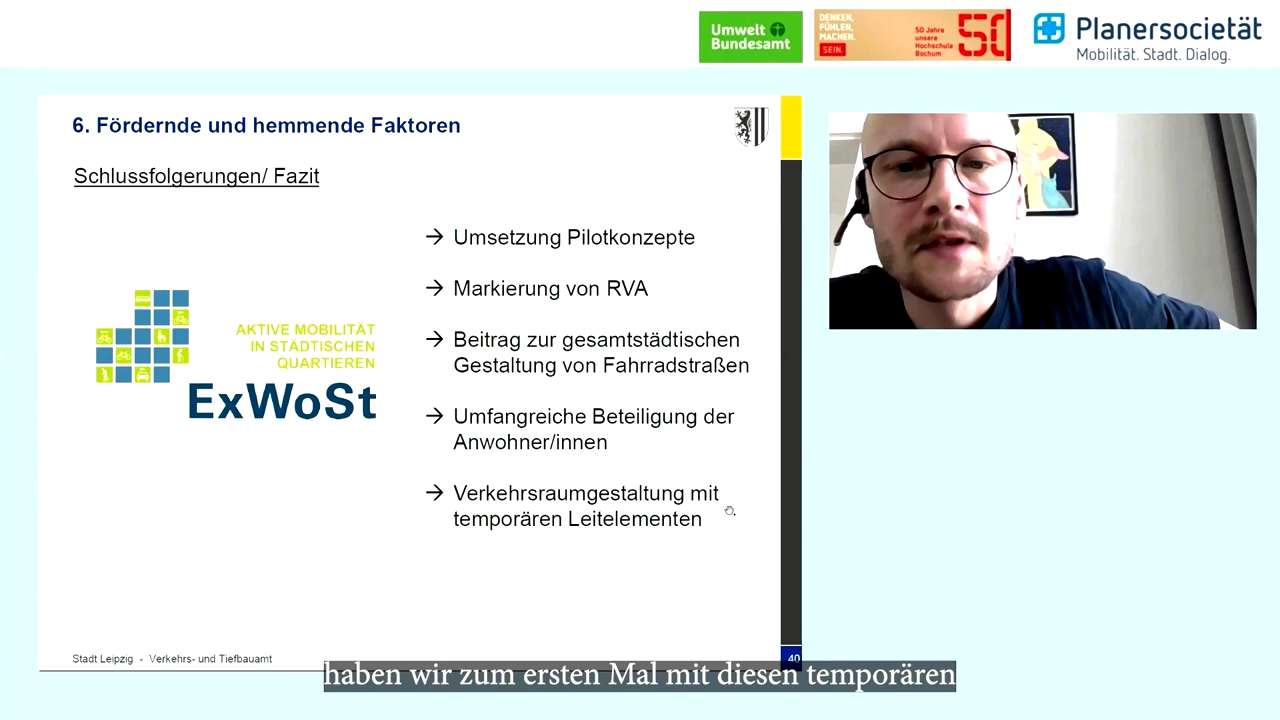 Umwelt
Bundesamt
DENKEN,
FÜHLEN,
MACHEN.
SEIN.
50 Jahre
unsere
Hochschule
Bochum
50
Planersocietät
Mobilität. Stadt. Dialog.
6. Fördernde und hemmende Faktoren
Schlussfolgerungen/ Fazit
AKTIVE MOBILITÄT
IN STÄDTISCHEN
QUARTIEREN
ExWoSt
→ Umsetzung Pilotkonzepte
→ Markierung von RVA
→ Beitrag zur gesamtstädtischen
Gestaltung von Fahrradstraßen
→ Umfangreiche Beteiligung der
Anwohner/innen
→ Verkehrsraumgestaltung mit
temporären Leitelementen
Stadt Leipzig - Verkehrs- und Tiefbauamt
40
haben wir zum ersten Mal mit diesen temporären